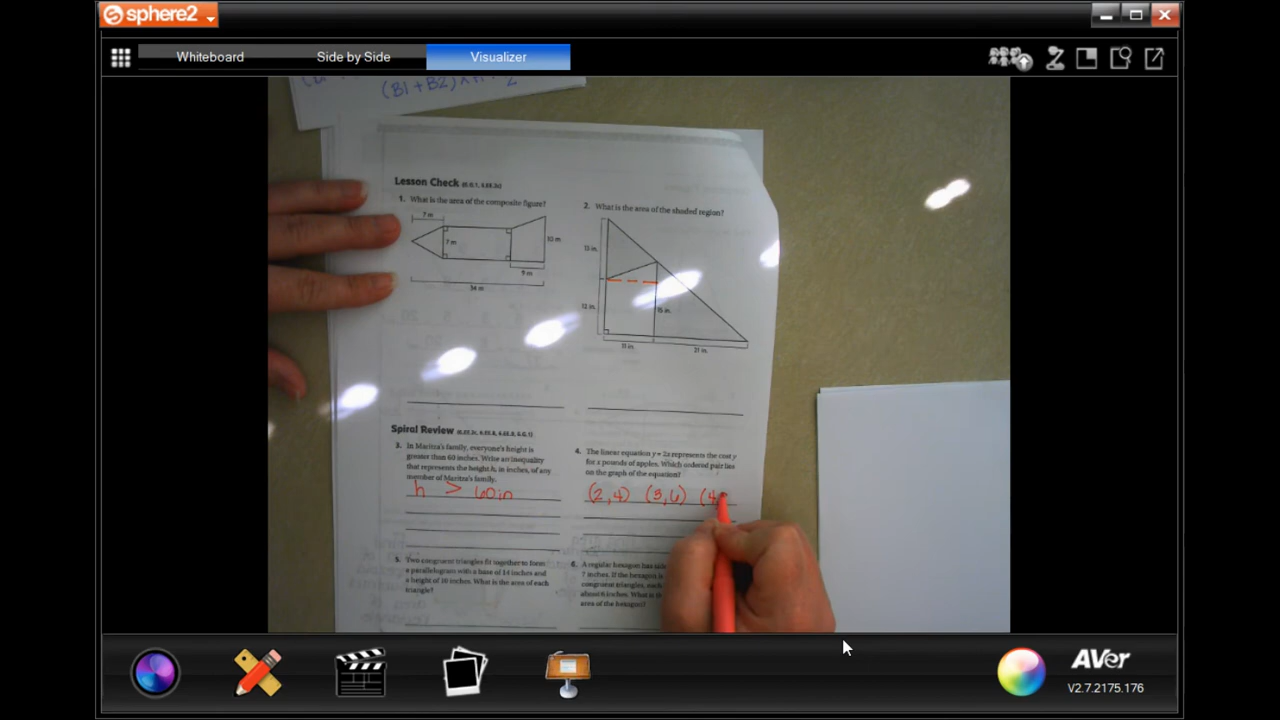 sphere2
Whiteboard
Side by Side
Visualizer
(B1+B2)
Lesson Check
1. What is the area of the composite figure?
7 m
7 m
10 m
9 m
34 m
2. What is the area of the shaded region?
13 in.
12 in.
15 in.
11 in.
21 in.
Spiral Review
3. In Maritza's family, everyone's height is
greater than 60 inches. Write an inequality
that represents the height h, in inches, of any
member of Maritza's family.
h > 60in
4. The linear equation y = 2x represents the cost y
for x pounds of apples. Which ordered pair lies
on the graph of the equation?
(2,4) (3,6) (4
5. Two congruent triangles fit together to form
a parallelogram with a base of 14 inches and
a height of 10 inches. What is the area of each
triangle?
6. A regular hexagon has
7 inches. If the hexagon is
congruent triangles, each
about 6 inches. What is
area of the hexagon?
AVer
V2.7.2175.176